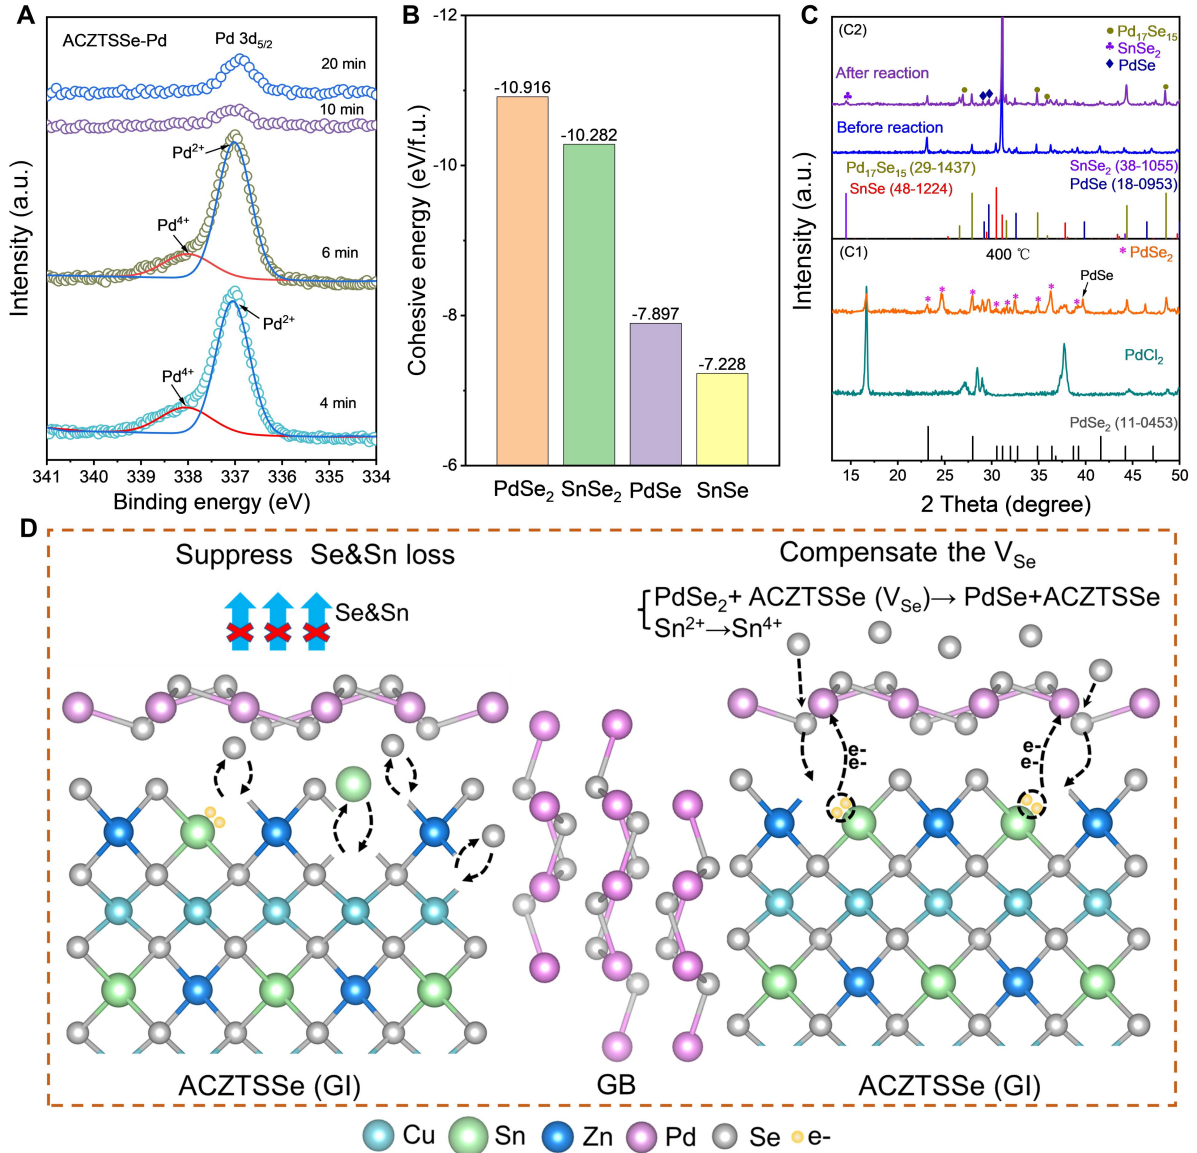 A
ACZTSSe-Pd
Pd 3d5/2
20 min
10 min
Pd2+
Pd4+
6 min
Pd2+
Pd4+
4 min
Intensity (a.u.)
341 340 339 338 337 336 335 334
Binding energy (eV)
B
Cohesive energy (eV/f.u.)
-12
-10
-8
-6
-10.916
-10.282
-7.897
-7.228
PdSe2 SnSe2 PdSe SnSe
C
(C2)
Pd17Se15
♣ SnSe2
♦ PdSe
After reaction
Before reaction
Pd17Se15 (29-1437)
SnSe2 (38-1055)
SnSe (48-1224)
PdSe (18-0953)
(C1)
400 ℃
* PdSe2
PdSe
PdCl2
PdSe2 (11-0453)
Intensity (a.u.)
15 20 25 30 35 40 45 50
2 Theta (degree)
D
Suppress Se&Sn loss
Se&Sn
Compensate the VSe
PdSe2+ ACZTSSe (VSe)→ PdSe+ACZTSSe
Sn2+→Sn4+
e-
e-
e-
e-
ACZTSSe (GI)
GB
ACZTSSe (GI)
Cu Sn Zn Pd Se e-